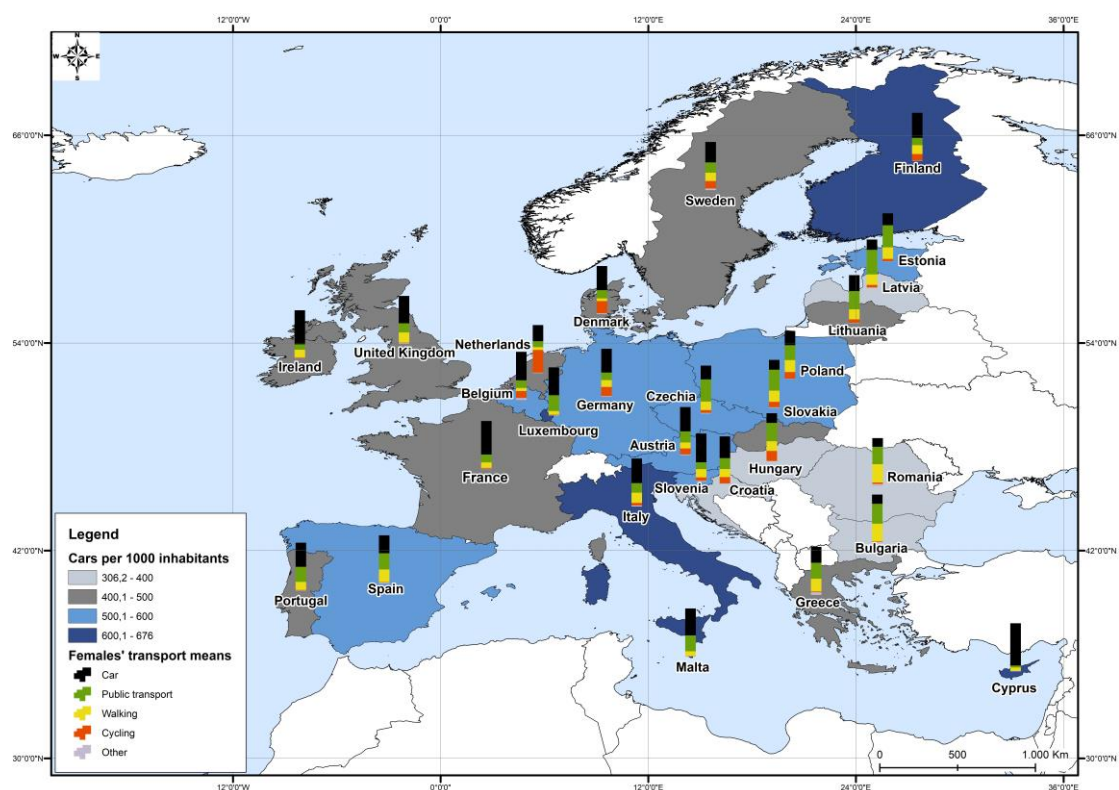 12°0'0"W 0°0'0" 12°0'0"E 24°0'0"E 36°0'0"E
N
W E
S
66°0'0"N 66°0'0"N
Finland
Sweden
Estonia
Latvia
Denmark
Lithuania
54°0'0"N 54°0'0"N
Netherlands
United Kingdom
Ireland
Poland
Belgium
Germany
Czechia
Slovakia
Luxembourg
Austria
Hungary
France
Romania
Slovenia
Croatia
Italy
Bulgaria
42°0'0"N 42°0'0"N
Spain
Portugal
Greece
Malta
Cyprus
Legend
Cars per 1000 inhabitants
306,2 - 400
400,1 - 500
500,1 - 600
600,1 - 676
Females' transport means
Car
Public transport
Walking
Cycling
Other
0 500 1.000 Km
30°0'0"N 30°0'0"N
12°0'0"W 0°0'0" 12°0'0"E 24°0'0"E 36°0'0"E